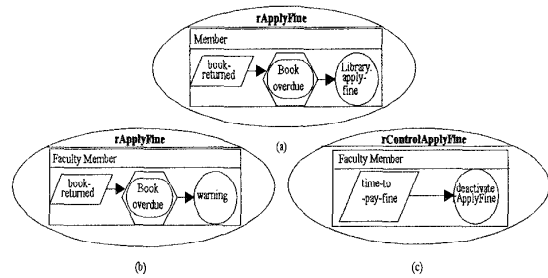 rApplyFine
Member
book-
returned
Book
overdue
Library.
apply-
fine
(a)
rApplyFine
Faculty Member
book-
returned
Book
overdue
warning
(b)
rControlApplyFine
Faculty Member
time-to
-pay-fine
deactivate
rApplyFine
(c)